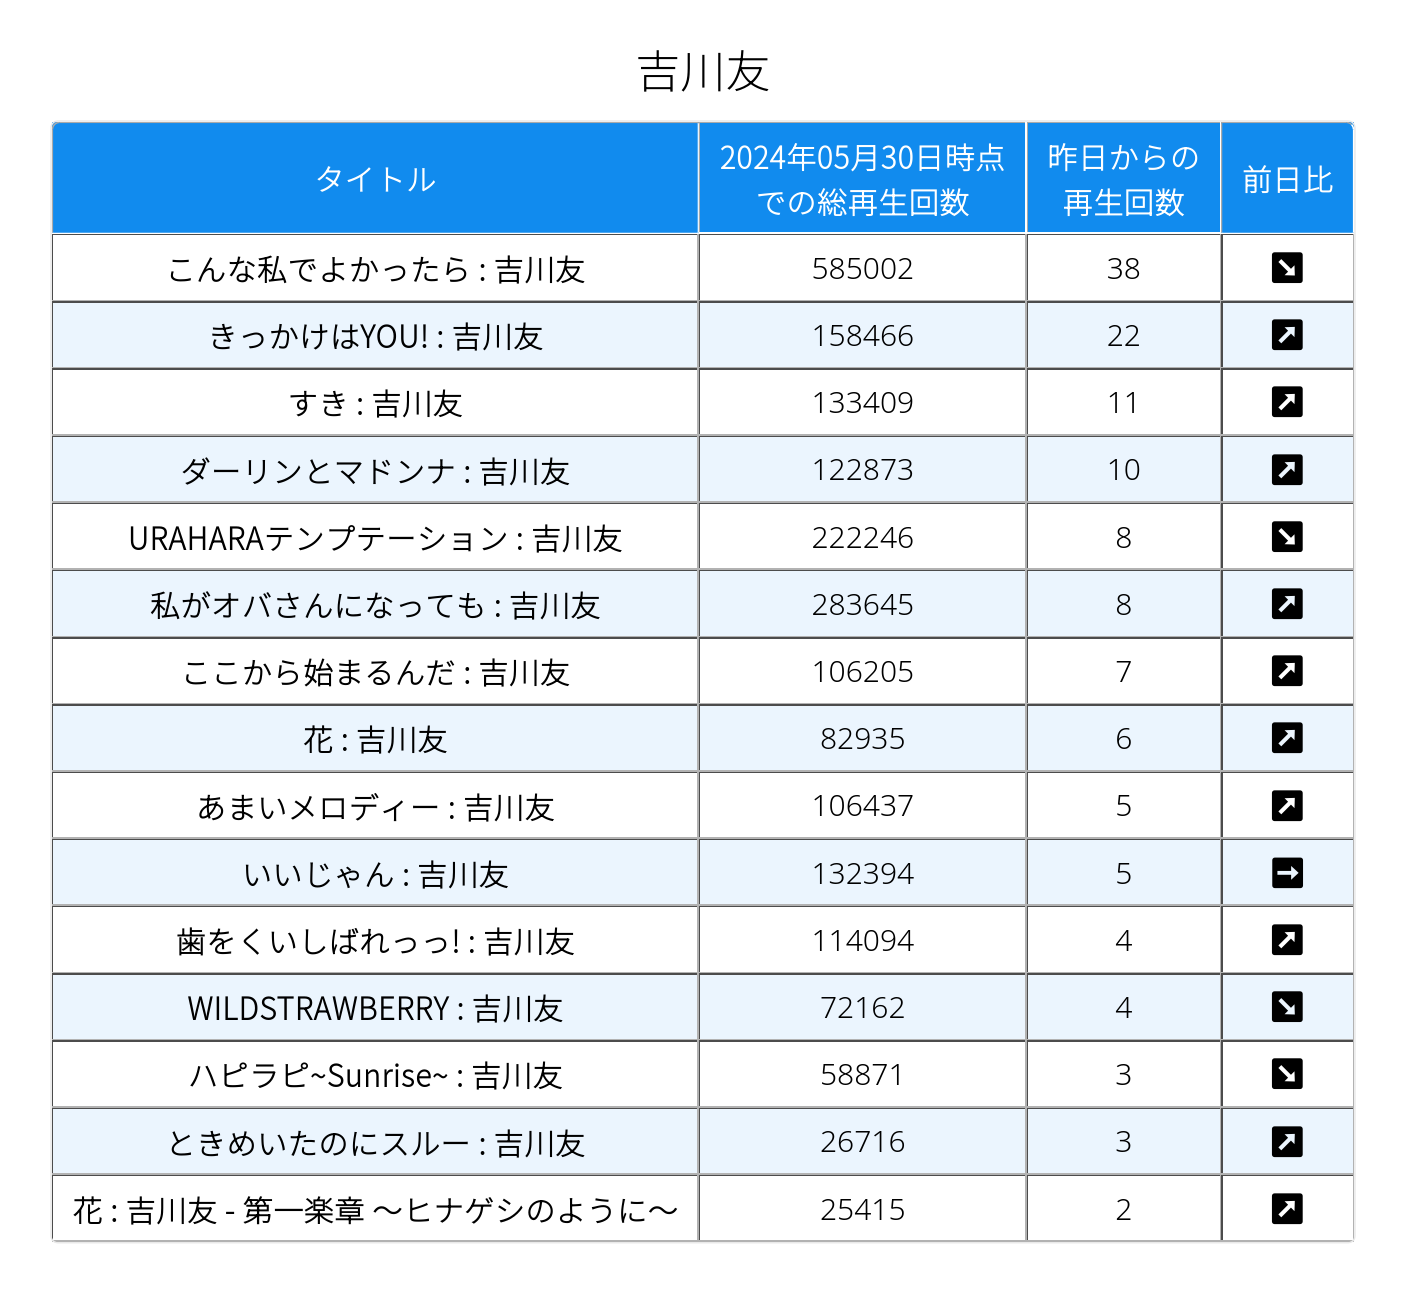 吉川友
タイトル 2024年05月30日時点での総再生回数 昨日からの再生回数 前日比
こんな私でよかったら : 吉川友 585002 38 ↘
きっかけはYOU! : 吉川友 158466 22 ↗
すき : 吉川友 133409 11 ↗
ダーリンとマドンナ : 吉川友 122873 10 ↗
URAHARAテンプテーション : 吉川友 222246 8 ↘
私がオバさんになっても : 吉川友 283645 8 ↗
ここから始まるんだ : 吉川友 106205 7 ↗
花 : 吉川友 82935 6 ↗
あまいメロディー : 吉川友 106437 5 ↗
いいじゃん : 吉川友 132394 5 →
歯をくいしばれっっ! : 吉川友 114094 4 ↗
WILDSTRAWBERRY : 吉川友 72162 4 ↘
ハピラピ~Sunrise~ : 吉川友 58871 3 ↘
ときめいたのにスルー : 吉川友 26716 3 ↗
花 : 吉川友 - 第一楽章 〜ヒナゲシのように〜 25415 2 ↗